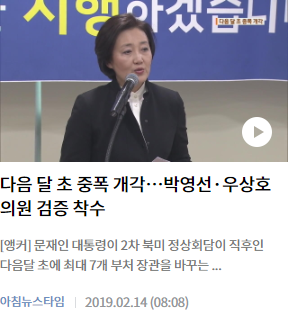 시행하겠습니
다음 달 초 중폭 개각
다음 달 초 중폭 개각…박영선·우상호
의원 검증 착수
[앵커] 문재인 대통령이 2차 북미 정상회담이 직후인
다음달 초에 최대 7개 부처 장관을 바꾸는 ...
아침뉴스타임 | 2019.02.14 (08:08)